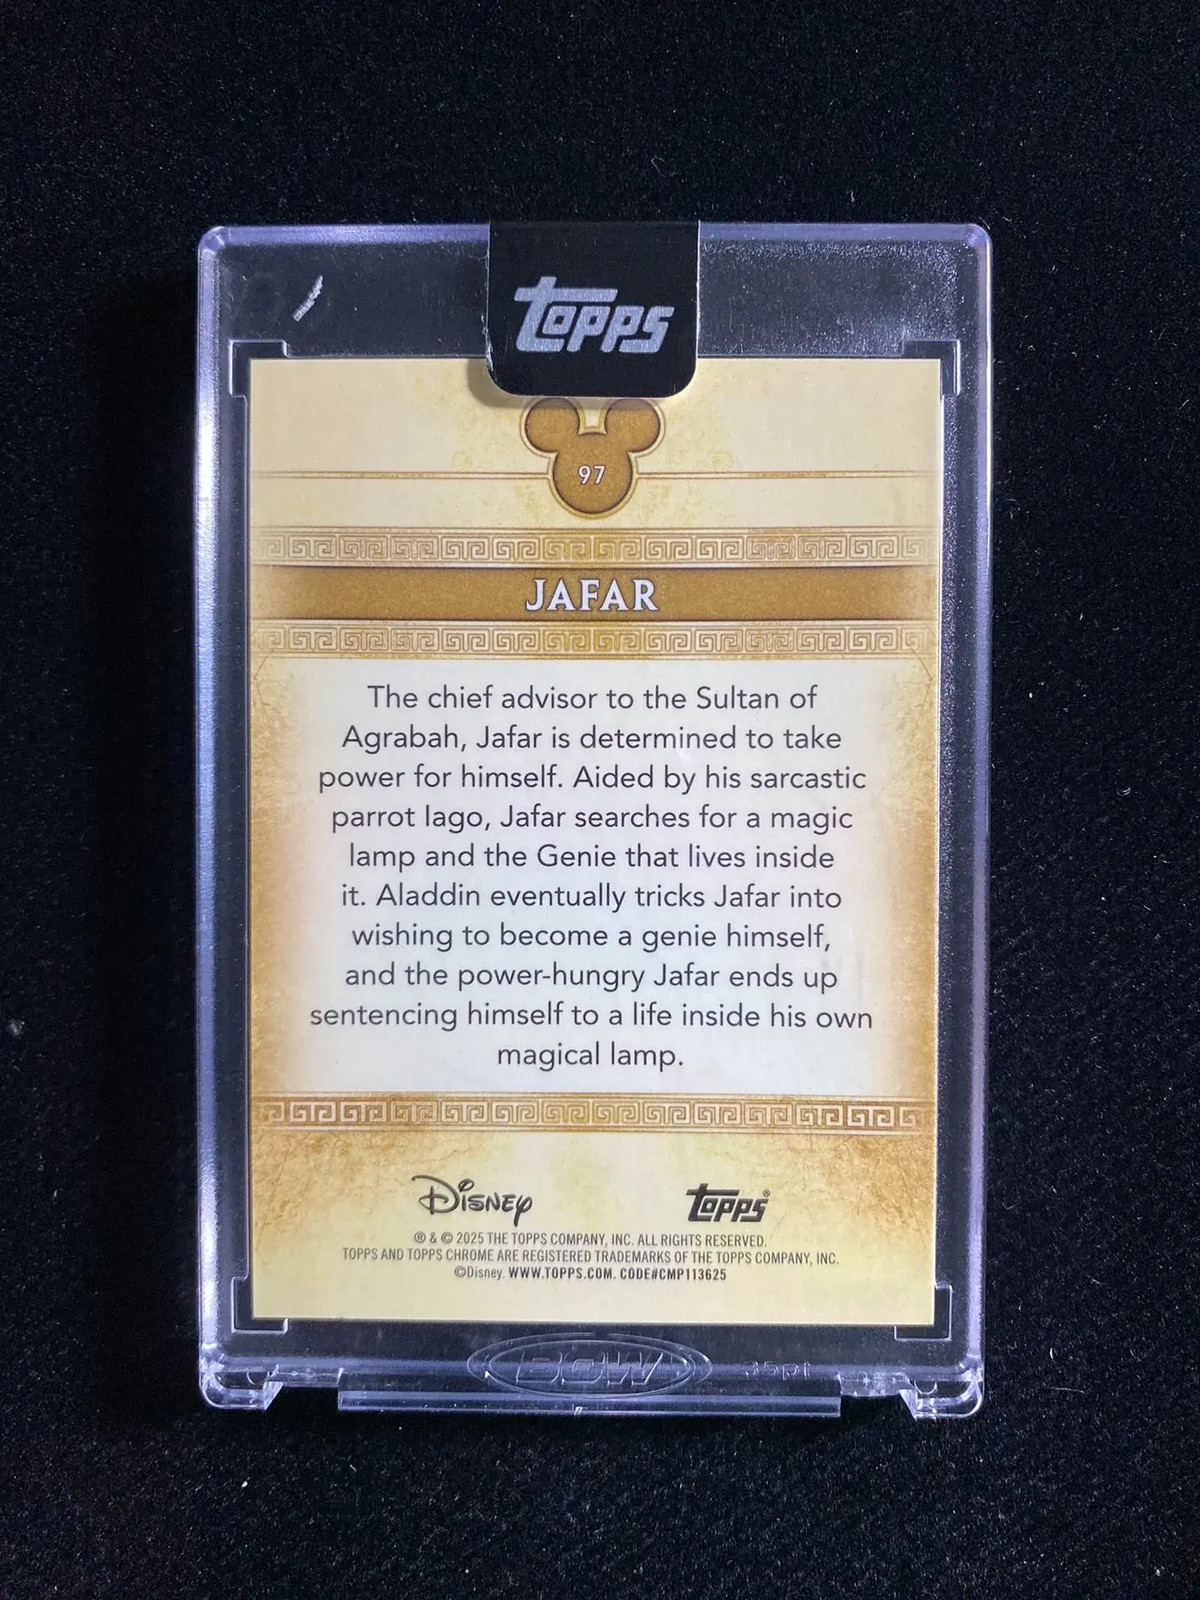 Topps
97
JAFAR
The chief advisor to the Sultan of
Agrabah, Jafar is determined to take
power for himself. Aided by his sarcastic
parrot Iago, Jafar searches for a magic
lamp and the Genie that lives inside
it. Aladdin eventually tricks Jafar into
wishing to become a genie himself,
and the power-hungry Jafar ends up
sentencing himself to a life inside his own
magical lamp.
Disney Topps®
® & © 2025 THE TOPPS COMPANY, INC. ALL RIGHTS RESERVED.
TOPPS AND TOPPS CHROME ARE REGISTERED TRADEMARKS OF THE TOPPS COMPANY, INC.
©Disney. WWW.TOPPS.COM. CODE#CMP113625
BCW 35pt